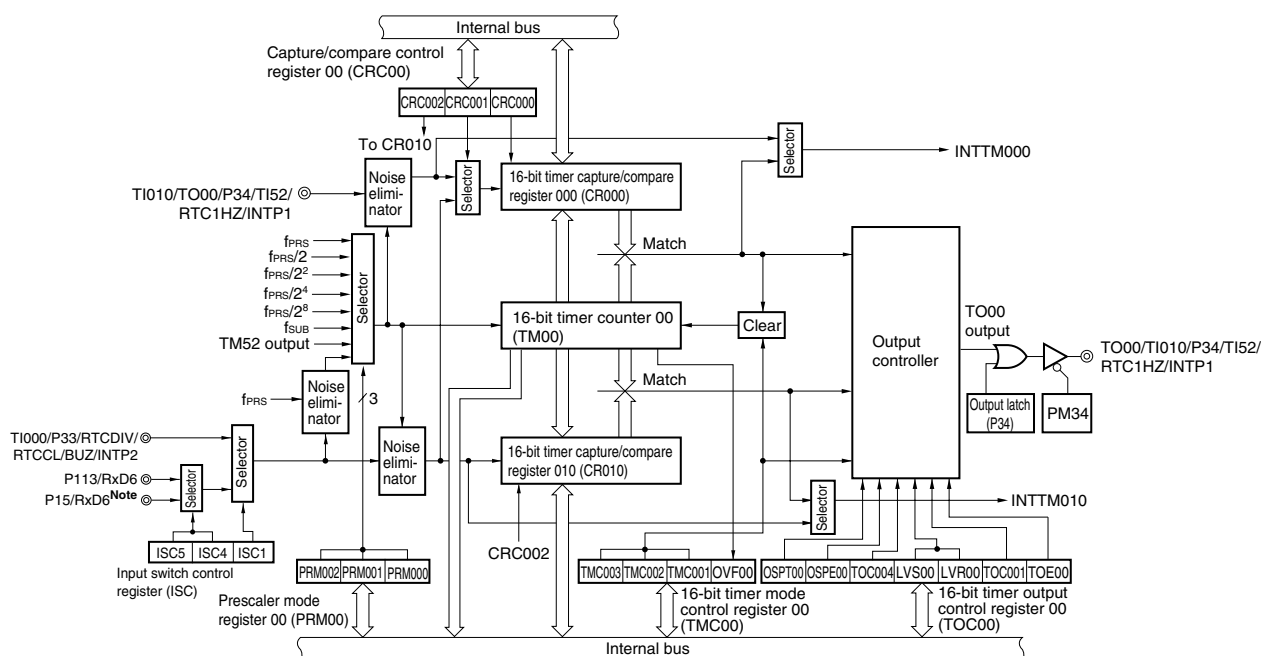 Internal bus
Capture/compare control
register 00 (CRC00)
CRC002 CRC001 CRC000
To CR010
TI010/TO00/P34/TI52/
RTC1HZ/INTP1
Noise
elimi-
nator
Selector
16-bit timer capture/compare
register 000 (CR000)
Selector
INTTM000
Match
fPRS
fPRS/2
fPRS/2²
fPRS/2⁴
fPRS/2⁸
fSUB
TM52 output
Selector
16-bit timer counter 00
(TM00)
Clear
Output
controller
TO00
output
TO00/TI010/P34/TI52/
RTC1HZ/INTP1
Output latch
(P34)
PM34
Match
fPRS
Noise
elimi-
nator
3
TI000/P33/RTCDIV/
RTCCL/BUZ/INTP2
P113/RxD6
P15/RxD6Note
Selector
Selector
Noise
elimi-
nator
16-bit timer capture/compare
register 010 (CR010)
Selector
INTTM010
CRC002
ISC5 ISC4 ISC1
Input switch control
register (ISC)
PRM002 PRM001 PRM000
Prescaler mode
register 00 (PRM00)
TMC003 TMC002 TMC001 OVF00
16-bit timer mode
control register 00
(TMC00)
OSPT00 OSPE00 TOC004 LVS00 LVR00 TOC001 TOE00
16-bit timer output
control register 00
(TOC00)
Internal bus